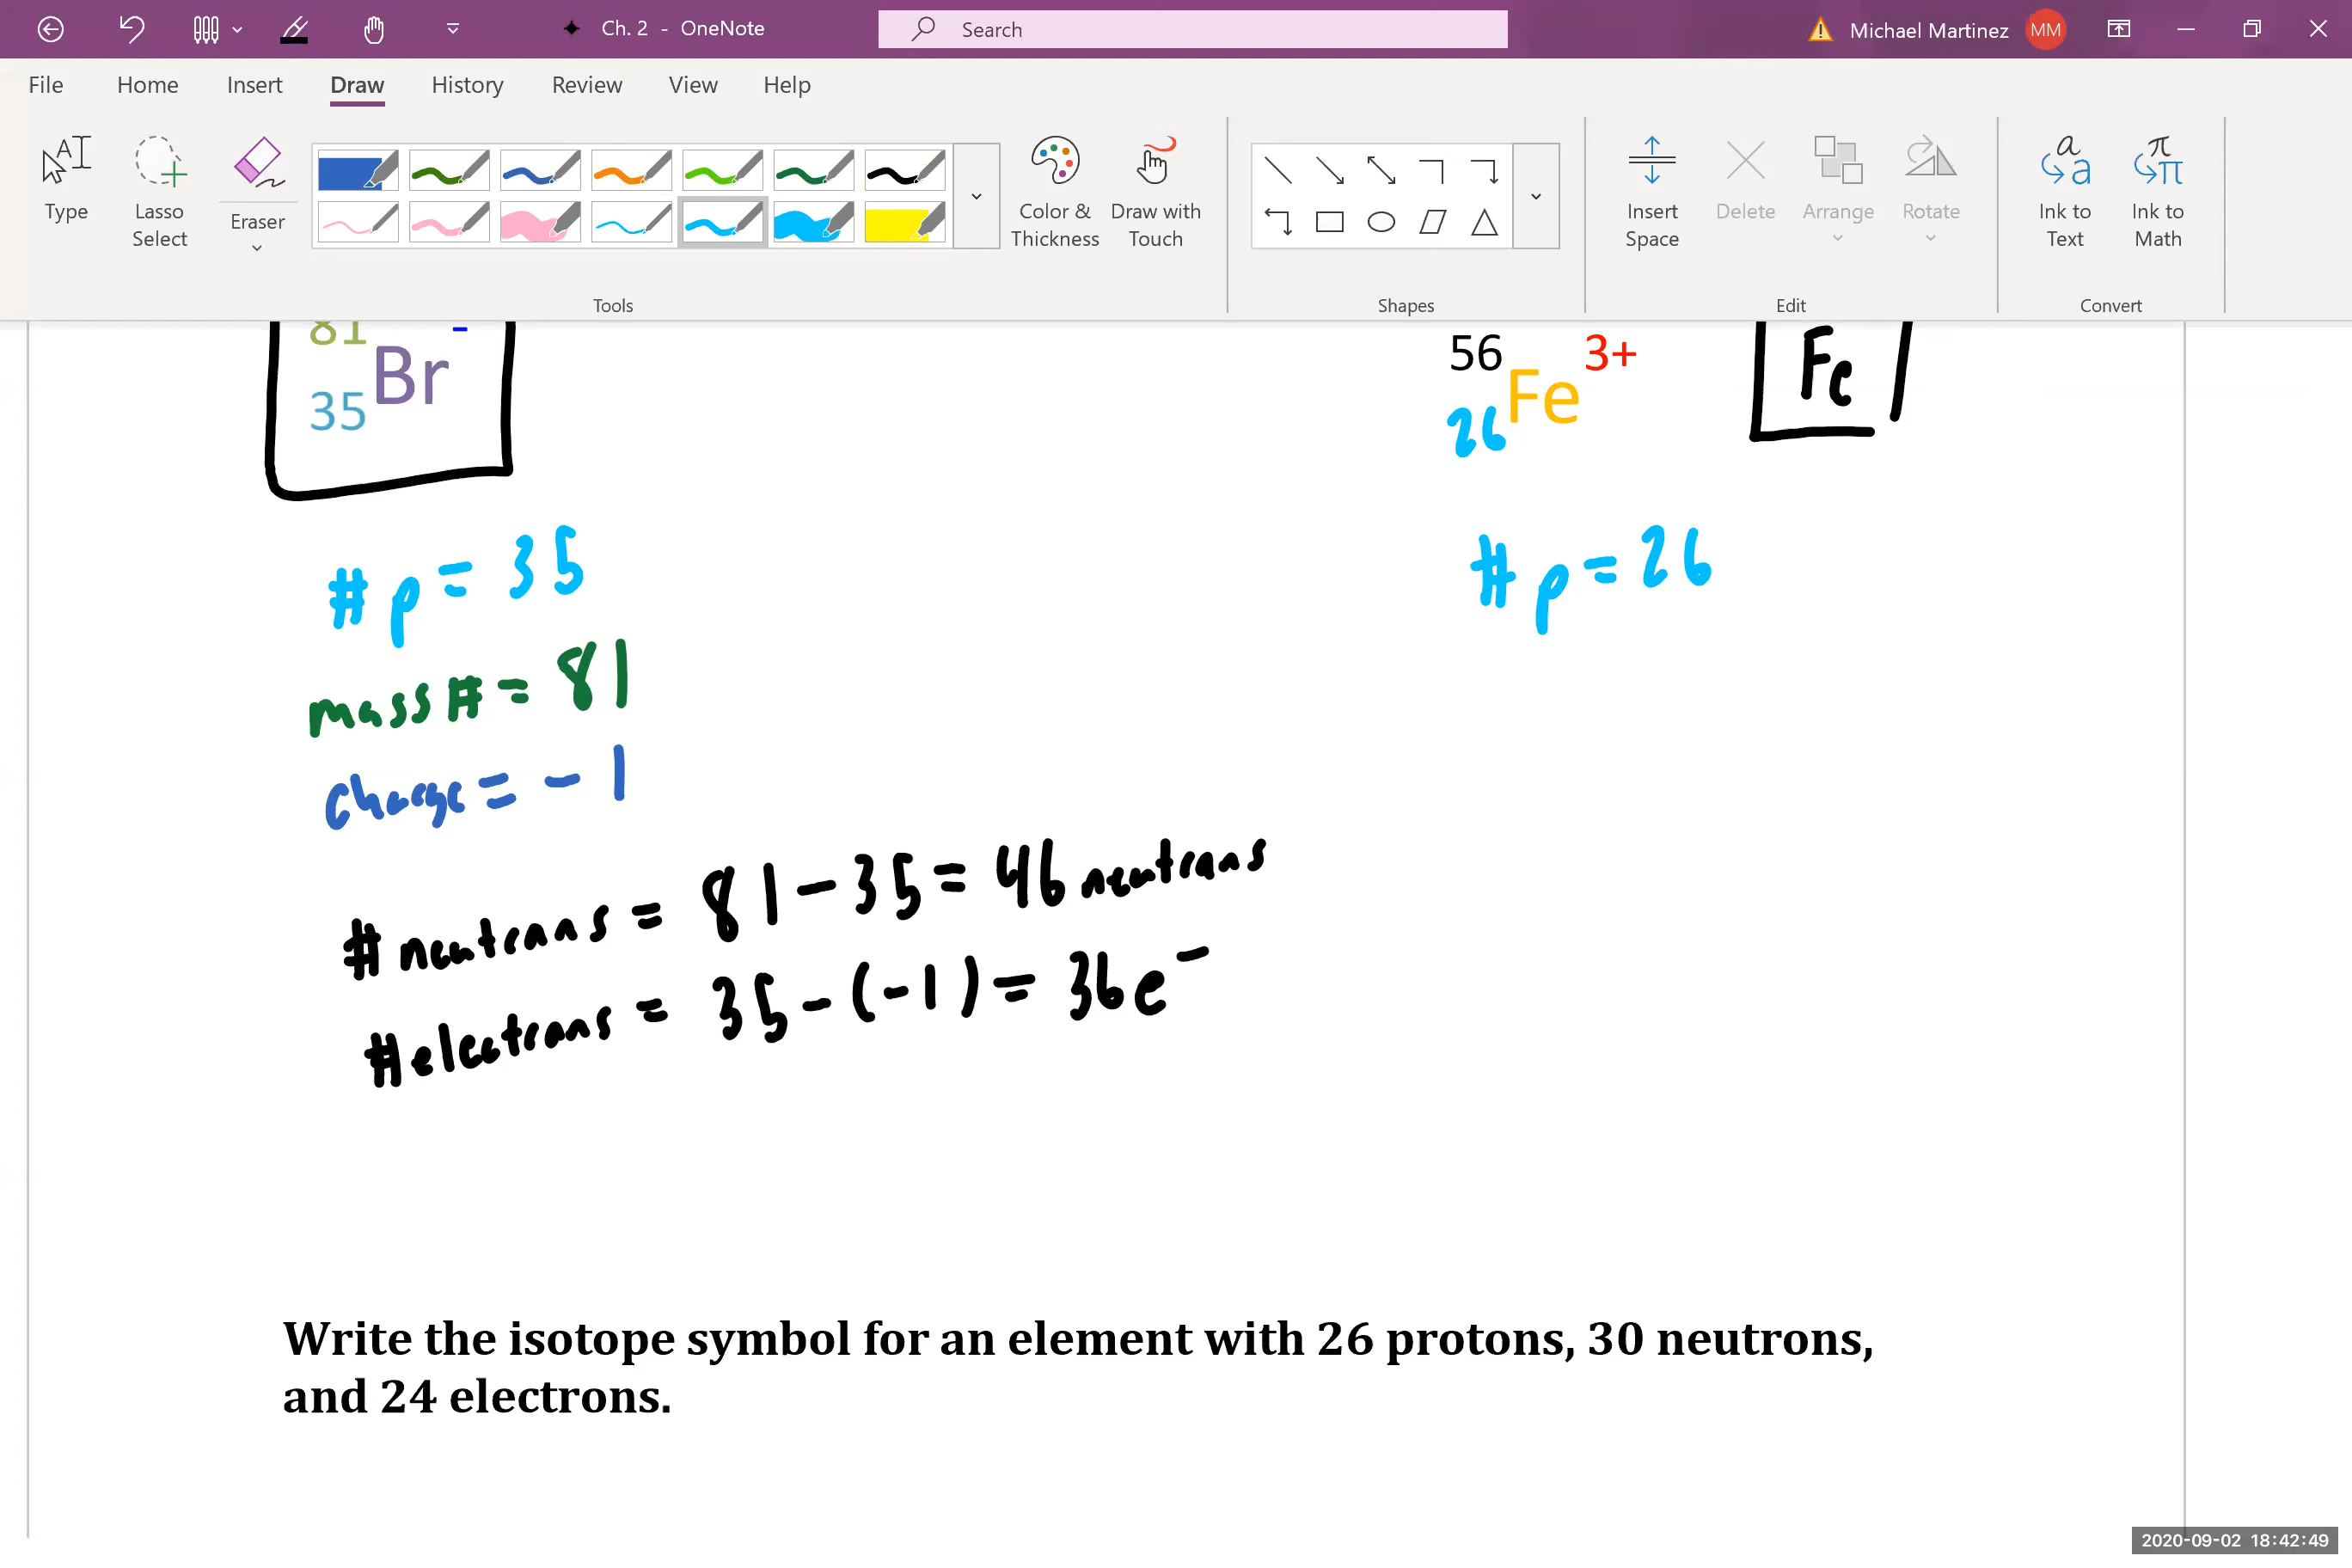 Ch. 2 - OneNote
Search
Michael Martinez MM
File Home Insert Draw History Review View Help
Type
Lasso Select
Eraser
Color & Thickness
Draw with Touch
Insert Space
Delete
Arrange
Rotate
Ink to Text
Ink to Math
Tools Shapes Edit Convert
81 -
Br
35
56 3+
Fe
26
Fe
# p = 35
mass # = 81
charge = - 1
# neutrons = 81 - 35 = 46 neutrons
# electrons = 35 - (-1) = 36 e⁻
# p = 26
Write the isotope symbol for an element with 26 protons, 30 neutrons,
and 24 electrons.
2020-09-02 18:42:49